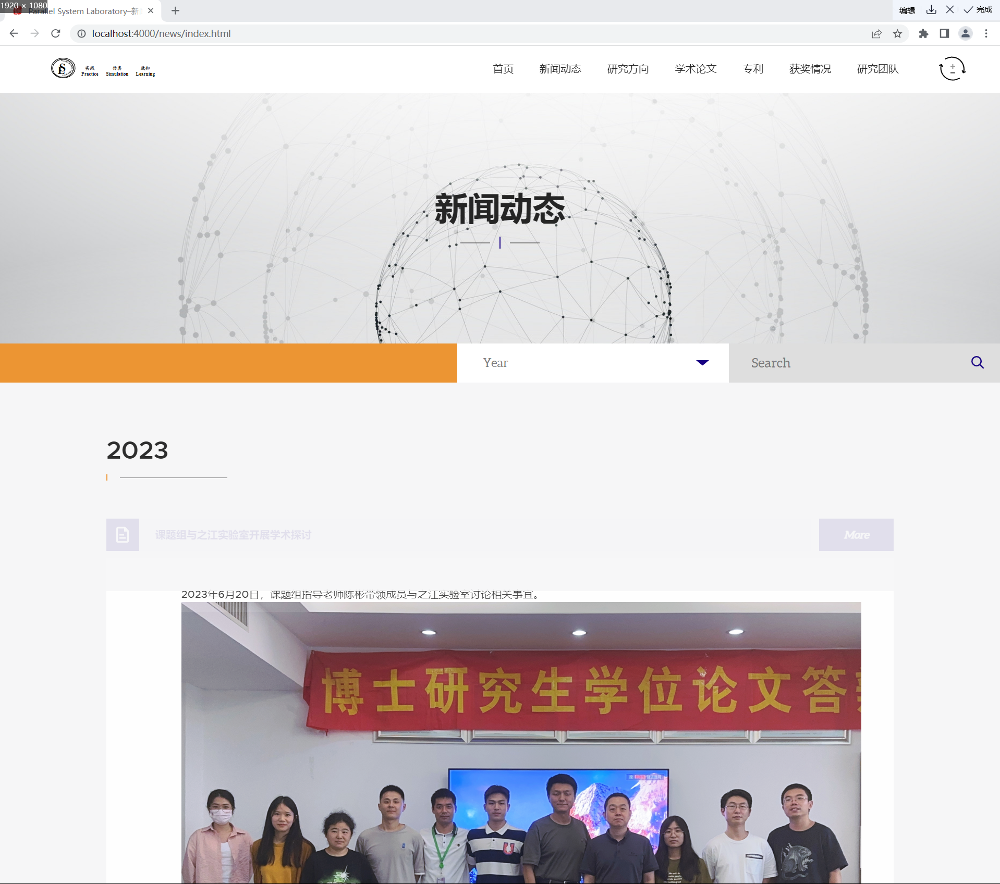 1920 × 1080
Parallel System Laboratory–新
编辑
完成
localhost:4000/news/index.html
实践 仿真 致知
Practice Simulation Learning
首页 新闻动态 研究方向 学术论文 专利 获奖情况 研究团队
新闻动态
Year
Search
2023
课题组与之江实验室开展学术探讨
More
2023年6月20日，课题组指导老师陈彬带领成员与之江实验室讨论相关事宜。
博士研究生学位论文答